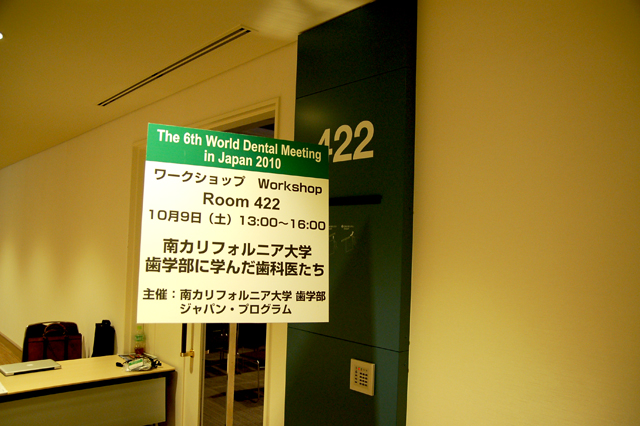 The 6th World Dental Meeting
in Japan 2010
ワークショップ　Workshop
Room 422
10月9日（土）13:00～16:00
南カリフォルニア大学
歯学部に学んだ歯科医たち
主催：南カリフォルニア大学 歯学部
ジャパン・プログラム
422